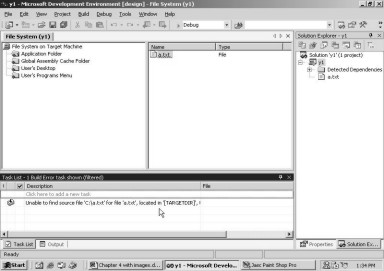 y1 - Microsoft Development Environment [design] - File System (y1)
File Edit View Project Build Debug Tools Window Help
Debug
File System (y1)
File System on Target Machine
Application Folder
Global Assembly Cache Folder
User's Desktop
User's Programs Menu
Name Type
a.txt File
Solution Explorer - y1
Solution 'y1' (1 project)
y1
Detected Dependencies
a.txt
Task List - 1 Build Error task shown (filtered)
! Description File
Click here to add a new task
Unable to find source file 'C:\a.txt' for file 'a.txt', located in '[TARGETDIR]',
Task List Output
Properties Solution Ex...
Ready
Start Chapter 4 with images.d... y1 - Microsoft Develo... Jasc Paint Shop Pro 1:34 PM